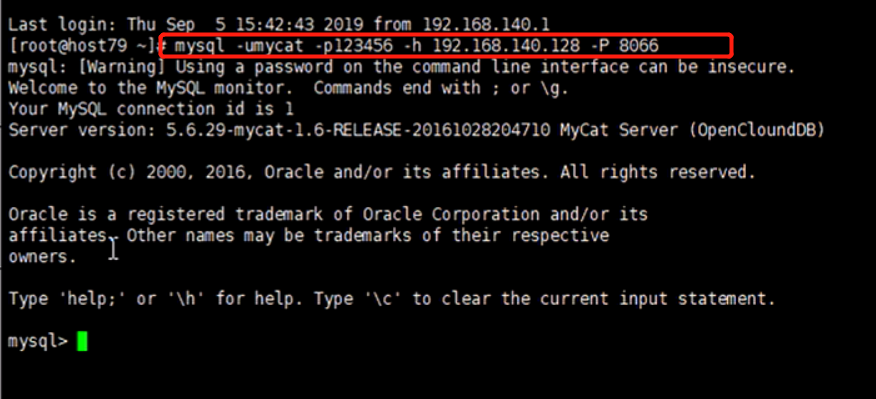 Last login: Thu Sep  5 15:42:43 2019 from 192.168.140.1
[root@host79 ~]# mysql -umycat -p123456 -h 192.168.140.128 -P 8066
mysql: [Warning] Using a password on the command line interface can be insecure.
Welcome to the MySQL monitor.  Commands end with ; or \g.
Your MySQL connection id is 1
Server version: 5.6.29-mycat-1.6-RELEASE-20161028204710 MyCat Server (OpenCloundDB)
Copyright (c) 2000, 2016, Oracle and/or its affiliates. All rights reserved.
Oracle is a registered trademark of Oracle Corporation and/or its
affiliates. Other names may be trademarks of their respective
owners.
Type 'help;' or '\h' for help. Type '\c' to clear the current input statement.
mysql>